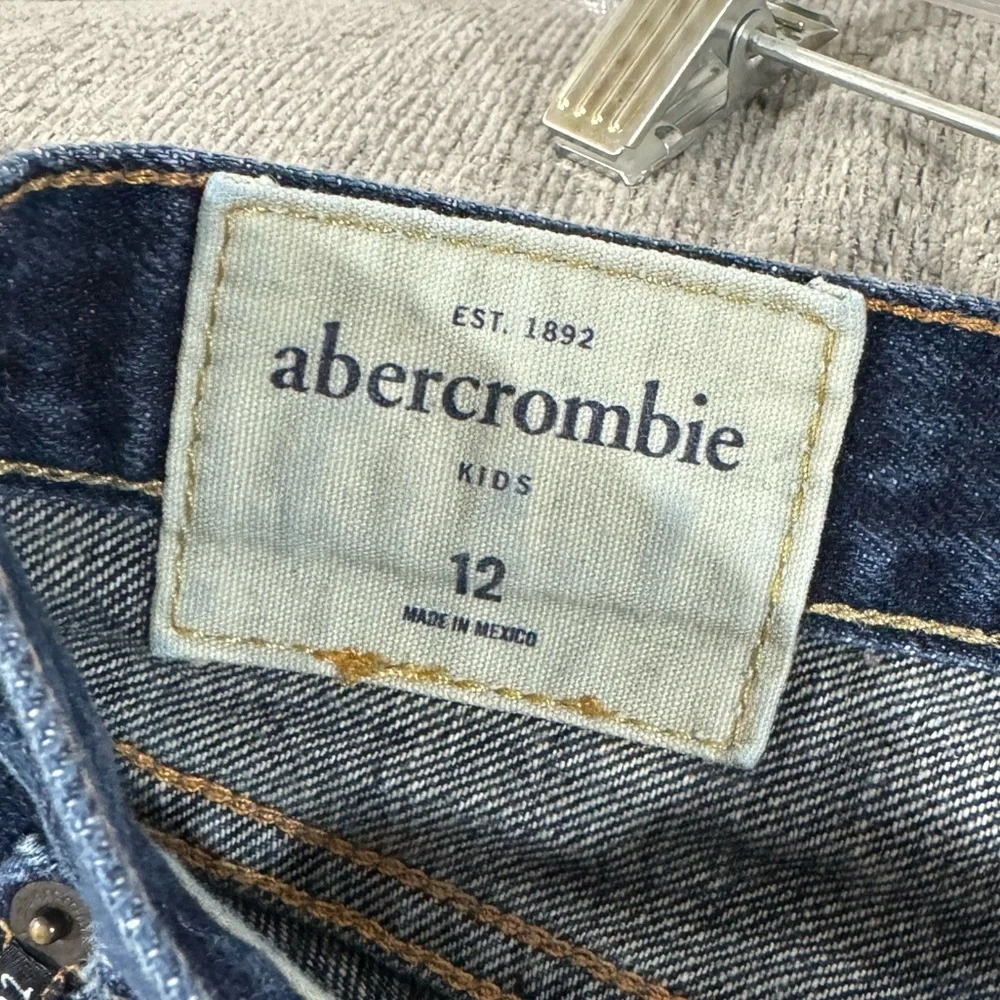 EST. 1892
abercrombie
KIDS
12
MADE IN MEXICO